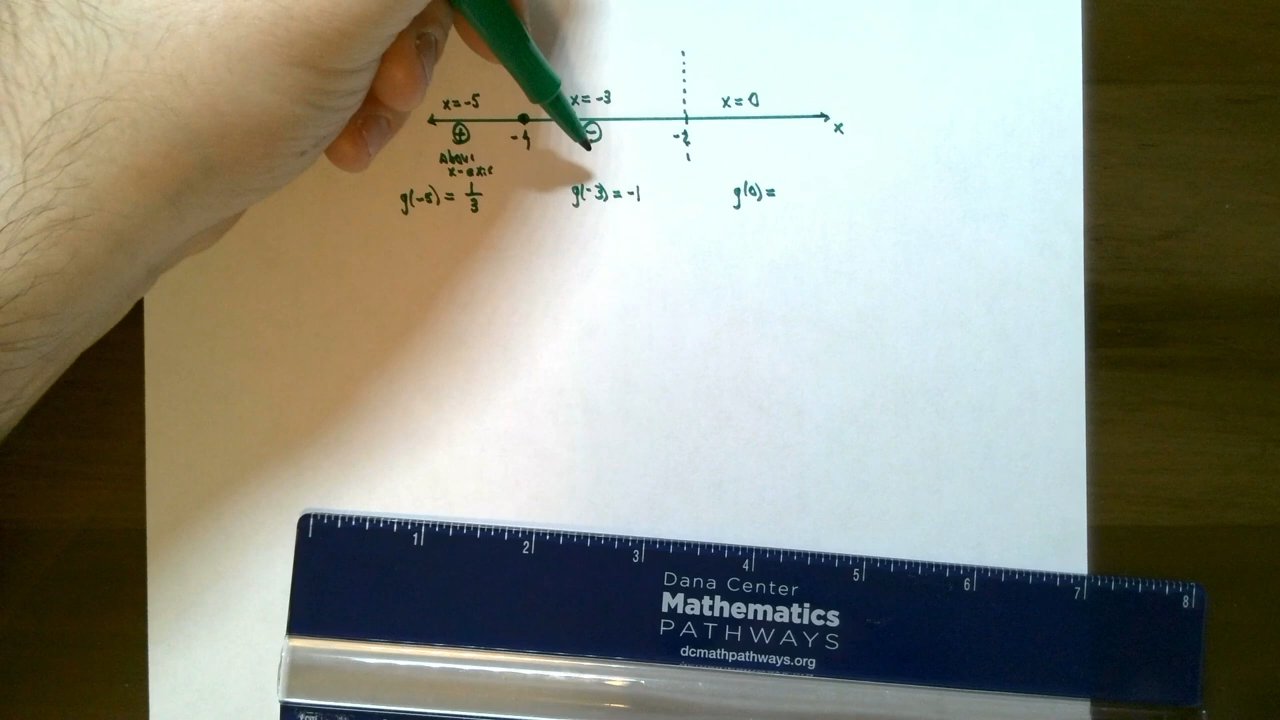 x=-5 x=-3 x=0
+ -4 - -2 x
Above
x-axis
g(-5) = 1/3 g(-3) = -1 g(0) =
1 2 3 4 5 6 7 8
Dana Center
Mathematics
PATHWAYS
dcmathpathways.org